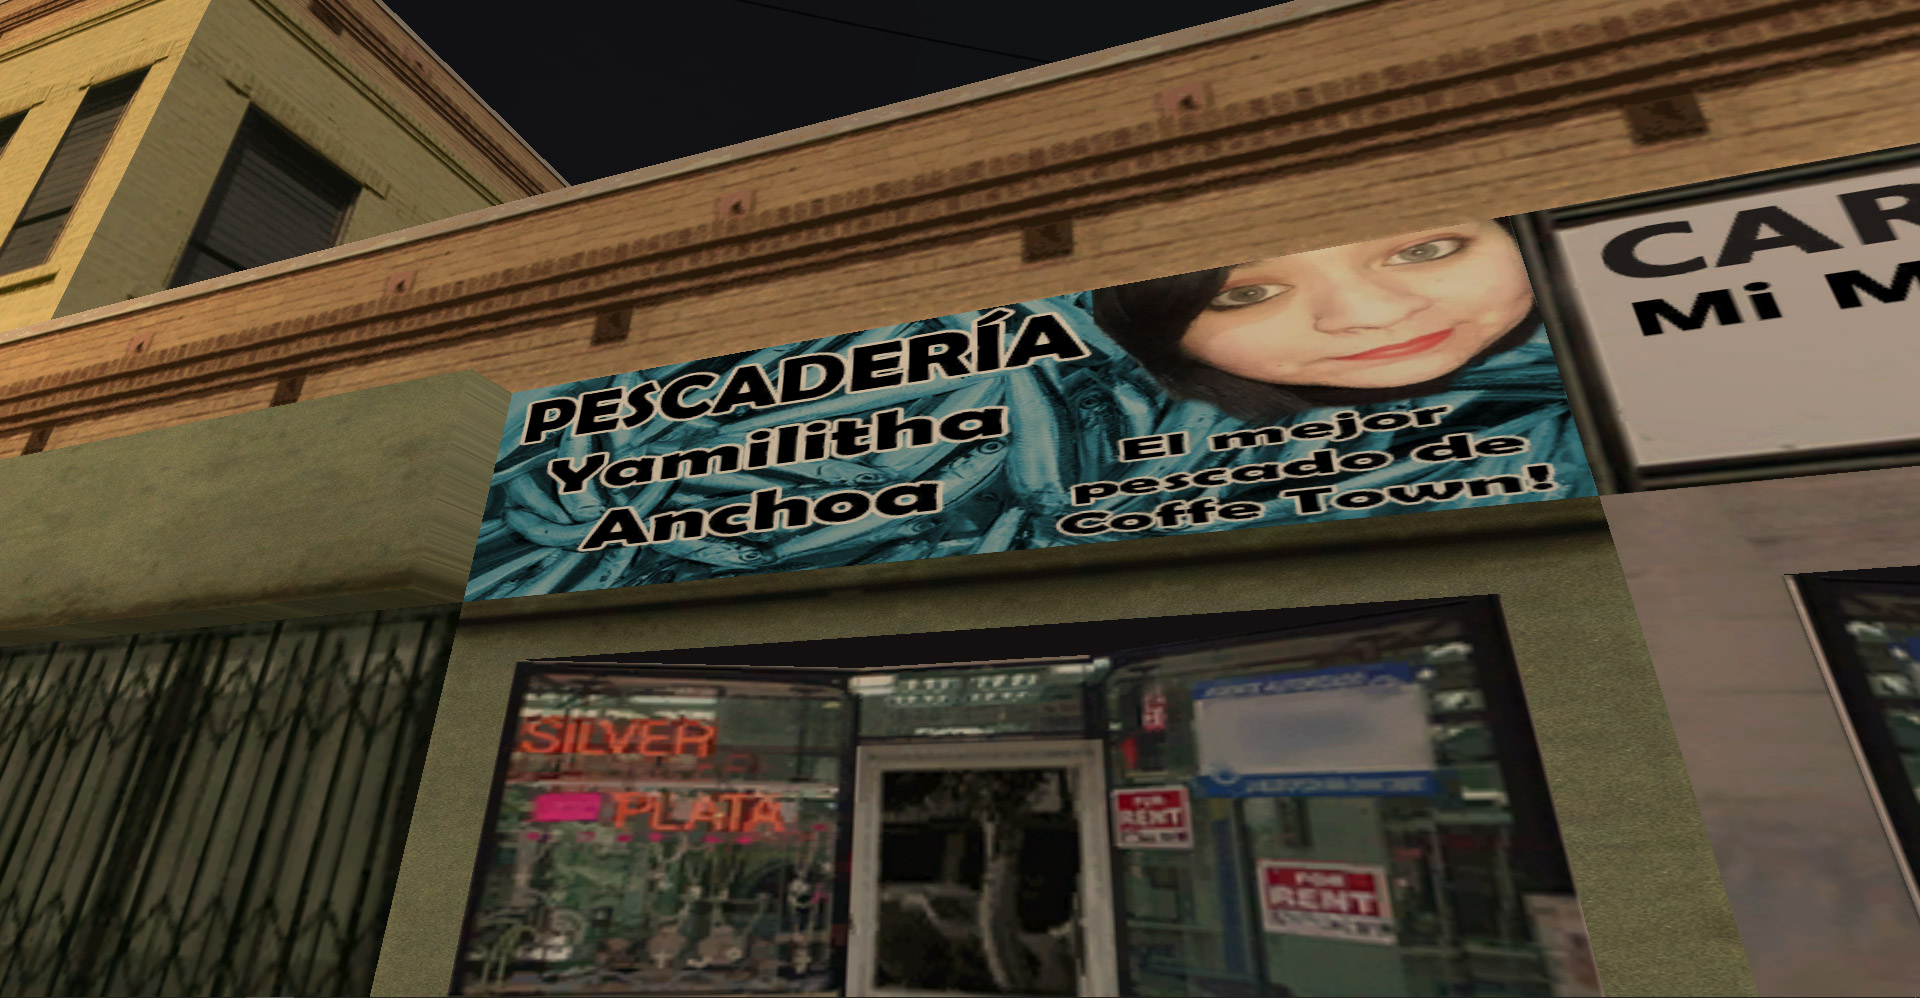 PESCADERÍA
Yamilitha
Anchoa
El mejor
pescado de
Coffe Town!
CAR
Mi M
SILVER
PLATA
FOR
RENT
FOR
RENT